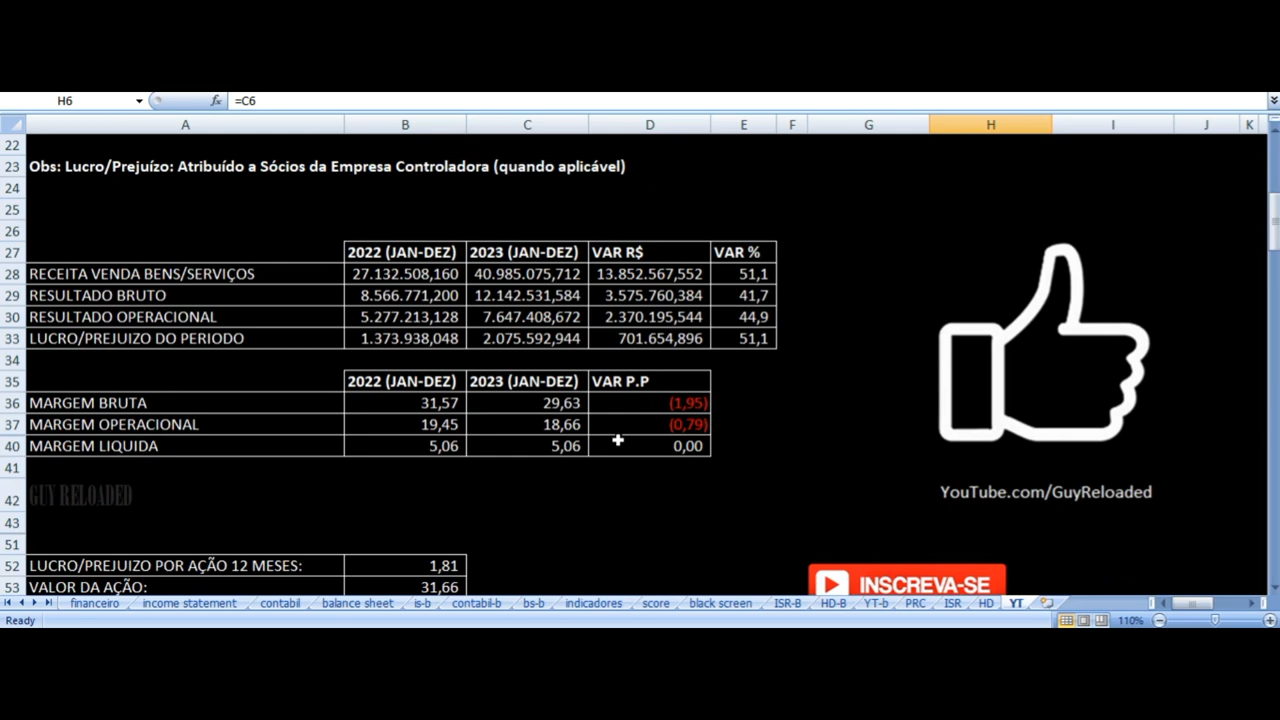 H6 fx =C6
A B C D E F G H I J K
22
23 Obs: Lucro/Prejuízo: Atribuído a Sócios da Empresa Controladora (quando aplicável)
24
25
26
27 2022 (JAN-DEZ) 2023 (JAN-DEZ) VAR R$ VAR %
28 RECEITA VENDA BENS/SERVIÇOS 27.132.508,160 40.985.075,712 13.852.567,552 51,1
29 RESULTADO BRUTO 8.566.771,200 12.142.531,584 3.575.760,384 41,7
30 RESULTADO OPERACIONAL 5.277.213,128 7.647.408,672 2.370.195,544 44,9
33 LUCRO/PREJUIZO DO PERIODO 1.373.938,048 2.075.592,944 701.654,896 51,1
34
35 2022 (JAN-DEZ) 2023 (JAN-DEZ) VAR P.P
36 MARGEM BRUTA 31,57 29,63 (1,95)
37 MARGEM OPERACIONAL 19,45 18,66 (0,79)
40 MARGEM LIQUIDA 5,06 5,06 0,00
41
42 GUY RELOADED YouTube.com/GuyReloaded
43
51
52 LUCRO/PREJUIZO POR AÇÃO 12 MESES: 1,81
53 VALOR DA AÇÃO: 31,66 INSCREVA-SE
financeiro income statement contabil balance sheet is-b contabil-b bs-b indicadores score black screen ISR-B HD-B YT-b PRC ISR HD YT
Ready 110%